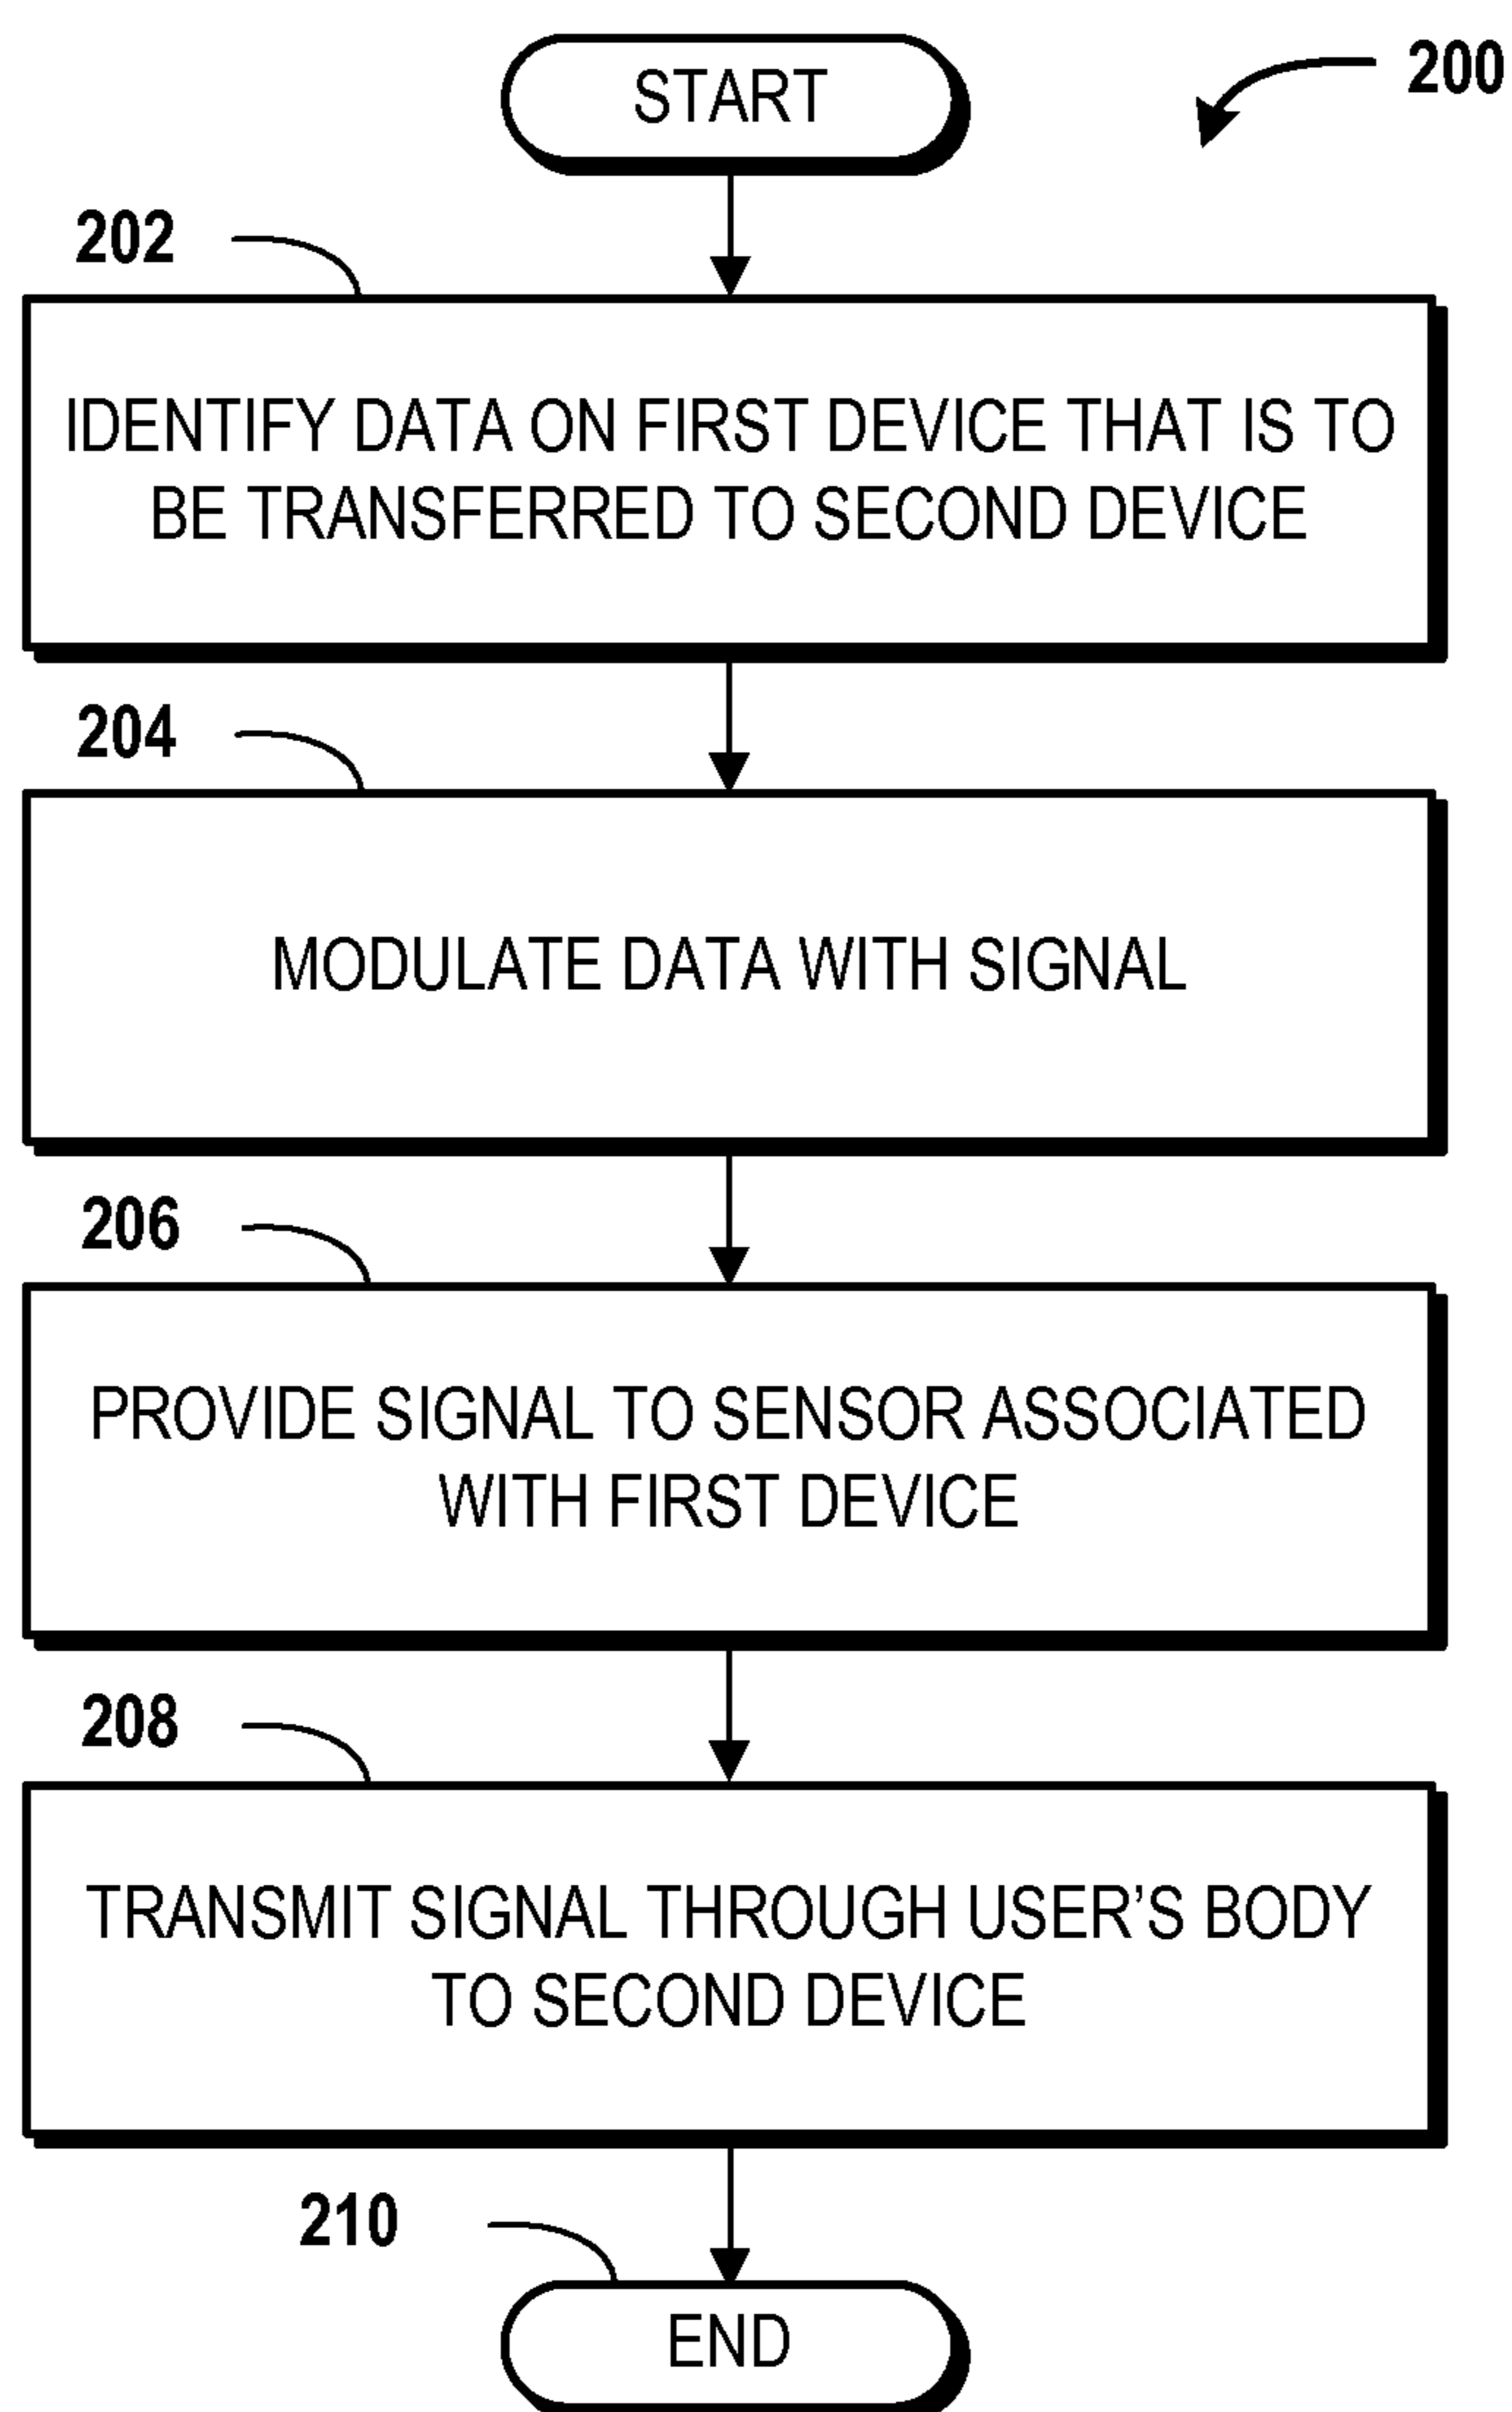 START
200
202
IDENTIFY DATA ON FIRST DEVICE THAT IS TO
BE TRANSFERRED TO SECOND DEVICE
204
MODULATE DATA WITH SIGNAL
206
PROVIDE SIGNAL TO SENSOR ASSOCIATED
WITH FIRST DEVICE
208
TRANSMIT SIGNAL THROUGH USER’S BODY
TO SECOND DEVICE
210
END